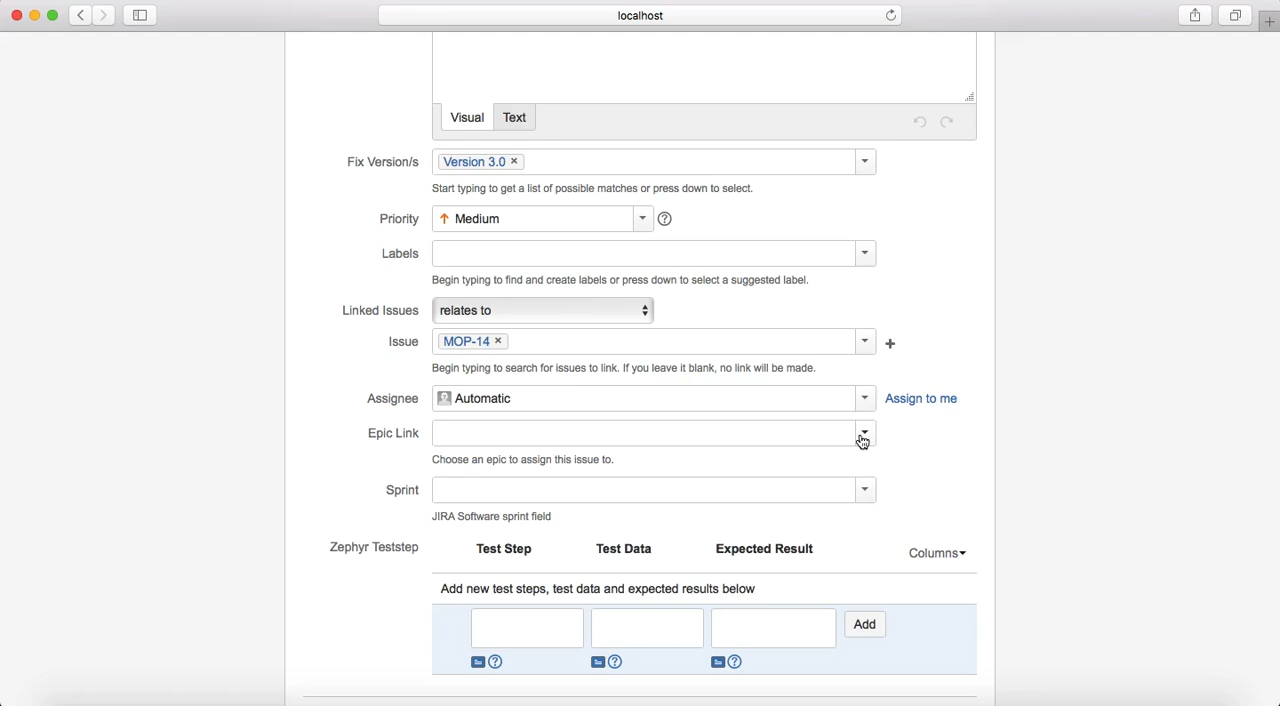 localhost
Visual Text
Fix Version/s Version 3.0 ×
Start typing to get a list of possible matches or press down to select.
Priority Medium
Labels
Begin typing to find and create labels or press down to select a suggested label.
Linked Issues relates to
Issue MOP-14 ×
Begin typing to search for issues to link. If you leave it blank, no link will be made.
Assignee Automatic Assign to me
Epic Link
Choose an epic to assign this issue to.
Sprint
JIRA Software sprint field
Zephyr Teststep Test Step Test Data Expected Result Columns
Add new test steps, test data and expected results below
Add